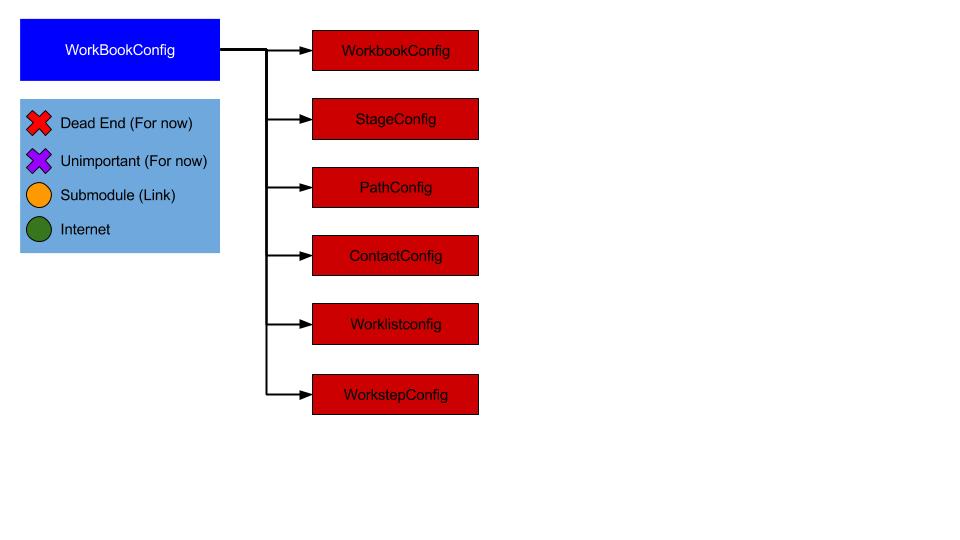 WorkBookConfig
Dead End (For now)
Unimportant (For now)
Submodule (Link)
Internet
WorkbookConfig
StageConfig
PathConfig
ContactConfig
Worklistconfig
WorkstepConfig